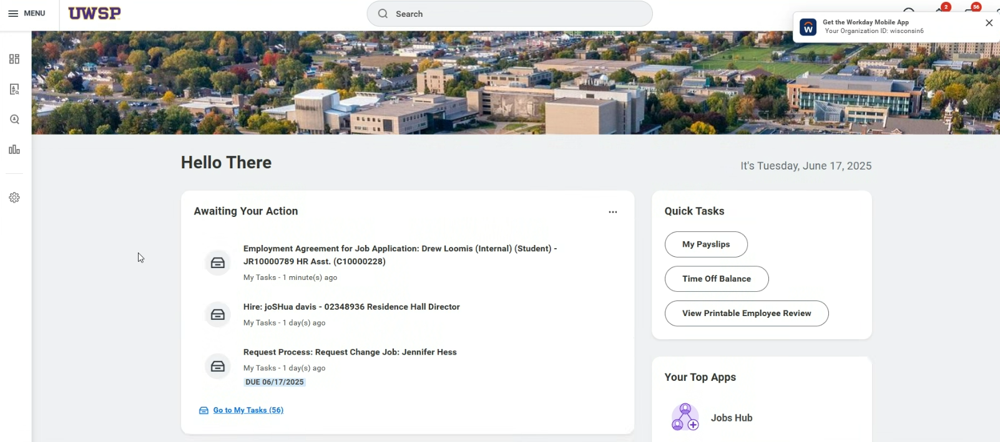 MENU
UWSP
Search
2
56
Get the Workday Mobile App
Your Organization ID: wisconsin6
Hello There
It's Tuesday, June 17, 2025
Awaiting Your Action
Employment Agreement for Job Application: Drew Loomis (Internal) (Student) -
JR10000789 HR Asst. (C10000228)
My Tasks - 1 minute(s) ago
Hire: joSHua davis - 02348936 Residence Hall Director
My Tasks - 1 day(s) ago
Request Process: Request Change Job: Jennifer Hess
My Tasks - 1 day(s) ago
DUE 06/17/2025
Go to My Tasks (56)
Quick Tasks
My Payslips
Time Off Balance
View Printable Employee Review
Your Top Apps
Jobs Hub